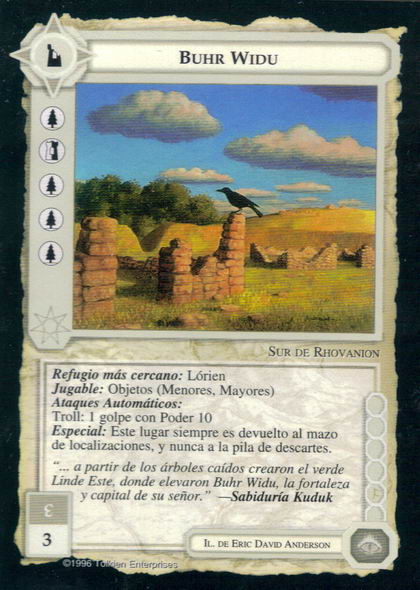 Buhr Widu
Sur de Rhovanion
Refugio más cercano: Lórien
Jugable: Objetos (Menores, Mayores)
Ataques Automáticos:
Troll: 1 golpe con Poder 10
Especial: Este lugar siempre es devuelto al mazo
de localizaciones, y nunca a la pila de descartes.
"... a partir de los árboles caídos crearon el verde
Linde Este, donde elevaron Buhr Widu, la fortaleza
y capital de su señor." —Sabiduría Kuduk
3
Il. de Eric David Anderson
©1996 Tolkien Enterprises